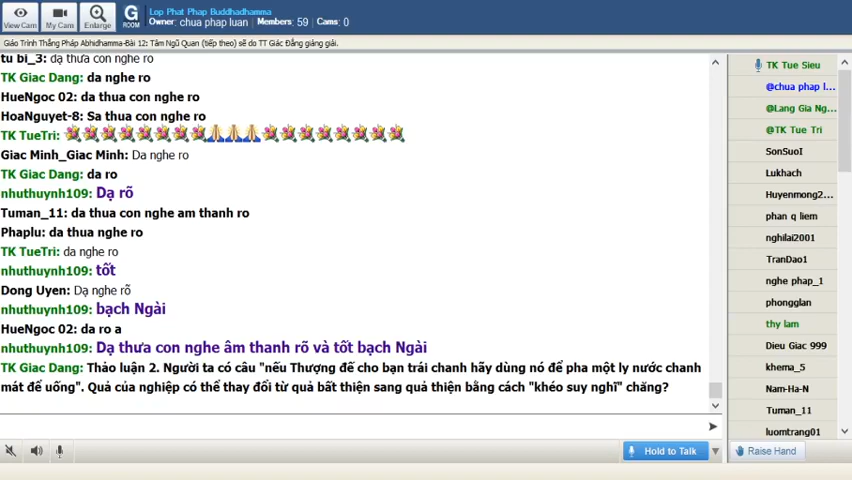 View Cam
My Cam
Enlarge
G ROOM
Lop Phat Phap Buddhadhamma
Owner: chua phap luan , Members: 59 , Cams: 0
Giáo Trình Thắng Pháp Abhidhamma-Bài 12: Tâm Ngũ Quan (tiếp theo) sẽ do TT Giác Đẳng giảng giải.
tu bi_3: dạ thưa con nghe rõ
TK Giac Dang: da nghe ro
HueNgoc 02: da thua con nghe ro
HoaNguyet-8: Sa thua con nghe ro
TK TueTri:
Giac Minh_Giac Minh: Da nghe ro
TK Giac Dang: da ro
nhuthuynh109: Dạ rõ
Tuman_11: da thua con nghe am thanh ro
Phaplu: da thua nghe ro
TK TueTri: da nghe ro
nhuthuynh109: tốt
Dong Uyen: Dạ nghe rõ
nhuthuynh109: bạch Ngài
HueNgoc 02: da ro a
nhuthuynh109: Dạ thưa con nghe âm thanh rõ và tốt bạch Ngài
TK Giac Dang: Thảo luận 2. Người ta có câu "nếu Thượng đế cho bạn trái chanh hãy dùng nó để pha một ly nước chanh
mát để uống". Quả của nghiệp có thể thay đổi từ quả bất thiện sang quả thiện bằng cách "khéo suy nghĩ" chăng?
Hold to Talk
Raise Hand
TK Tue Sieu
@chua phap l...
@Lang Gia Ng...
@TK Tue Tri
SonSuoI
Lukhach
Huyenmong2...
phan q liem
nghilai2001
TranDao1
nghe phap_1
phongglan
thy lam
Dieu Giac 999
khema_5
Nam-Ha-N
Tuman_11
luomtrang01